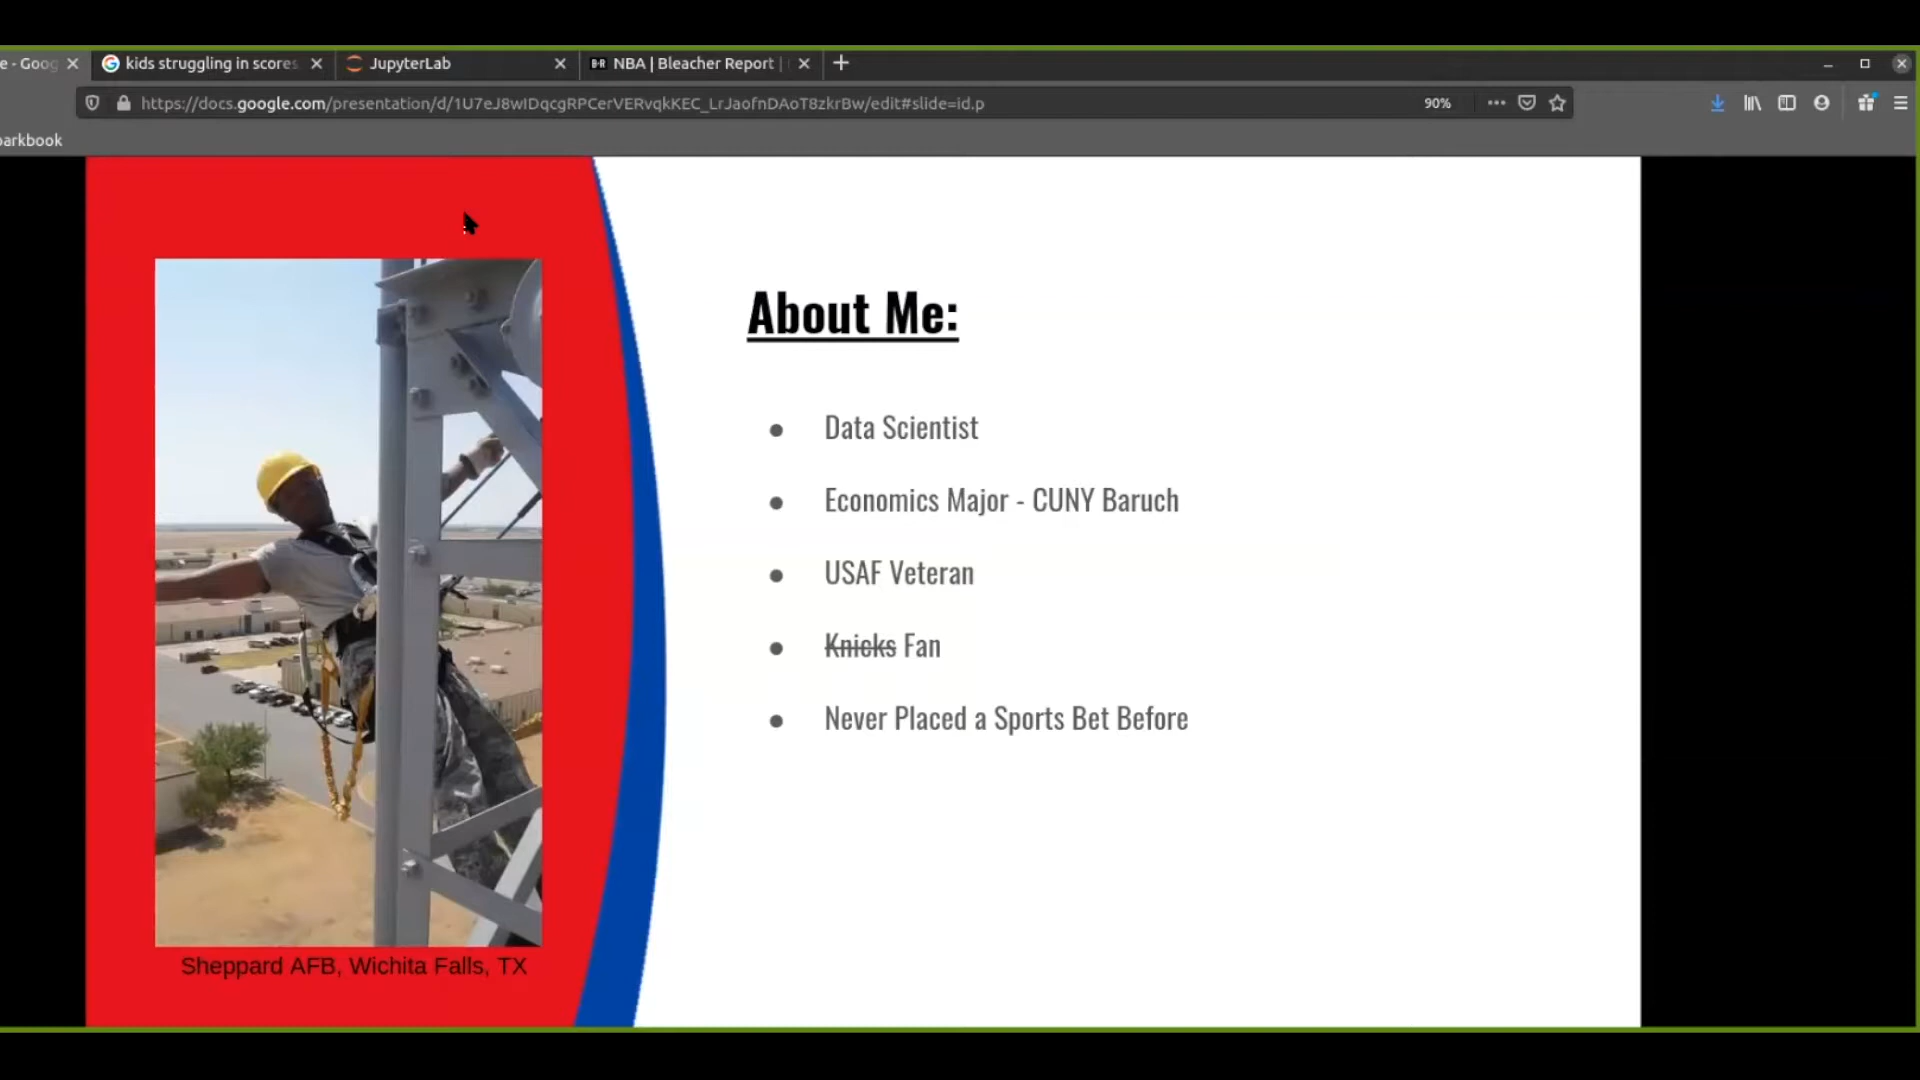 e - Goog
kids struggling in scores
JupyterLab
B·R NBA | Bleacher Report |
https://docs.google.com/presentation/d/1U7eJ8wIDqcgRPCerVERvqkKEC_LrJaofnDAoT8zkrBw/edit#slide=id.p
90%
parkbook
About Me:
● Data Scientist
● Economics Major - CUNY Baruch
● USAF Veteran
● Knicks Fan
● Never Placed a Sports Bet Before
Sheppard AFB, Wichita Falls, TX